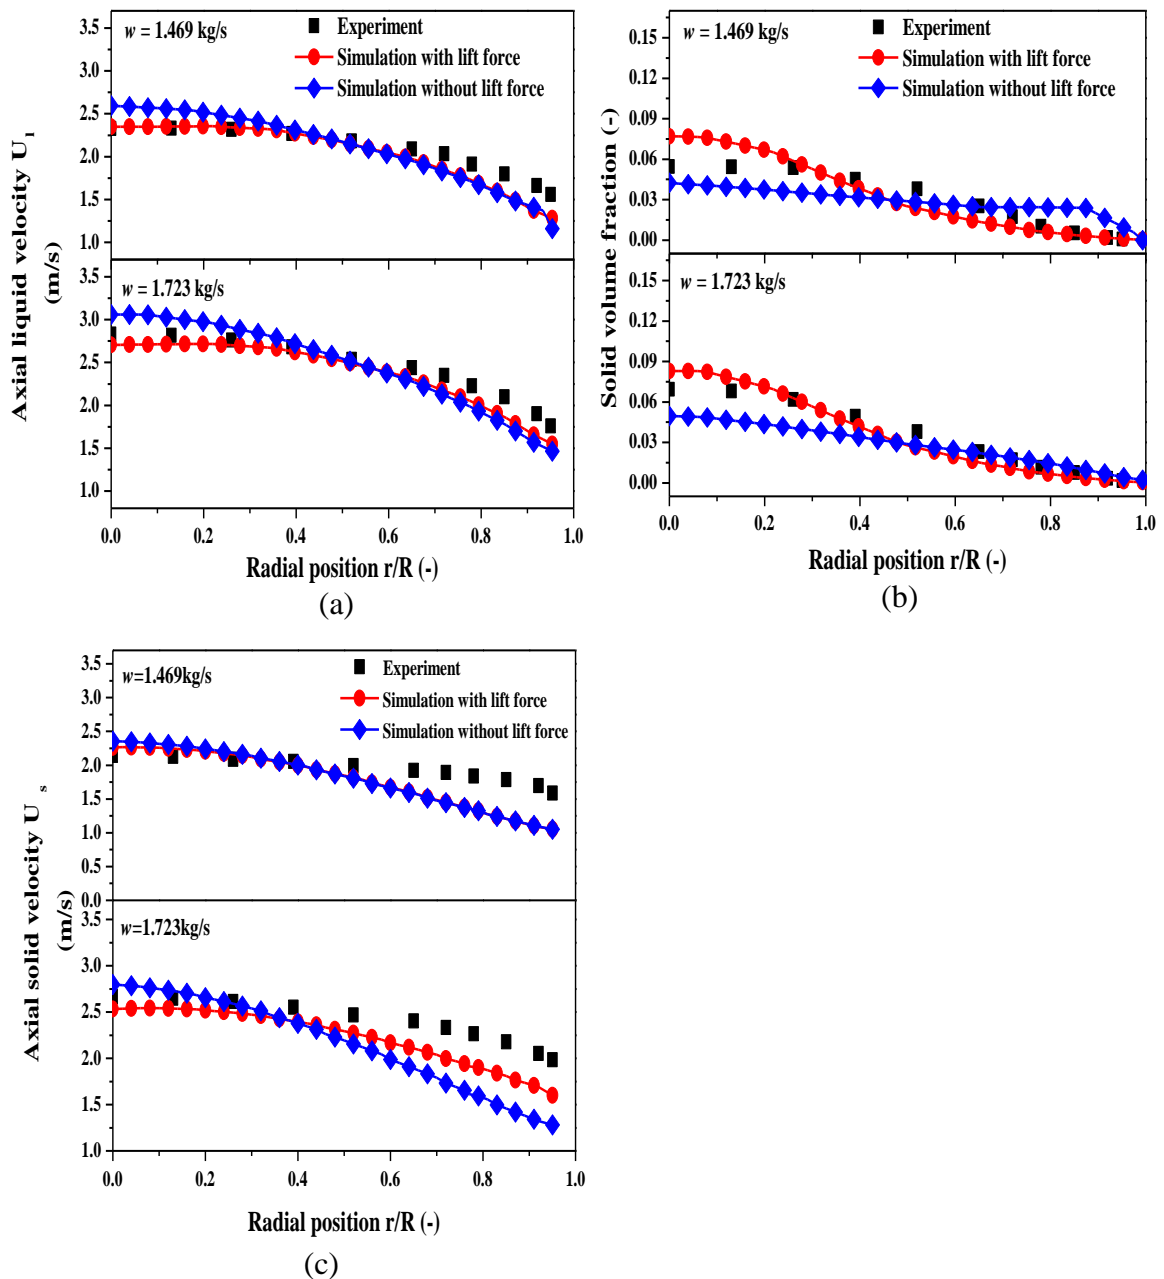 w = 1.469 kg/s
Experiment
Simulation with lift force
Simulation without lift force
3.5
3.0
2.5
2.0
1.5
1.0
w = 1.723 kg/s
3.5
3.0
2.5
2.0
1.5
1.0
0.0 0.2 0.4 0.6 0.8 1.0
Axial liquid velocity U l
(m/s)
Radial position r/R (-)
(a)
w = 1.469 kg/s
Experiment
Simulation with lift force
Simulation without lift force
0.15
0.12
0.09
0.06
0.03
0.00
w = 1.723 kg/s
0.15
0.12
0.09
0.06
0.03
0.00
0.0 0.2 0.4 0.6 0.8 1.0
Solid volume fraction (-)
Radial position r/R (-)
(b)
w=1.469kg/s
Experiment
Simulation with lift force
Simulation without lift force
3.5
3.0
2.5
2.0
1.5
1.0
0.5
0.0
w=1.723kg/s
3.5
3.0
2.5
2.0
1.5
1.0
0.0 0.2 0.4 0.6 0.8 1.0
Axial solid velocity U s
(m/s)
Radial position r/R (-)
(c)